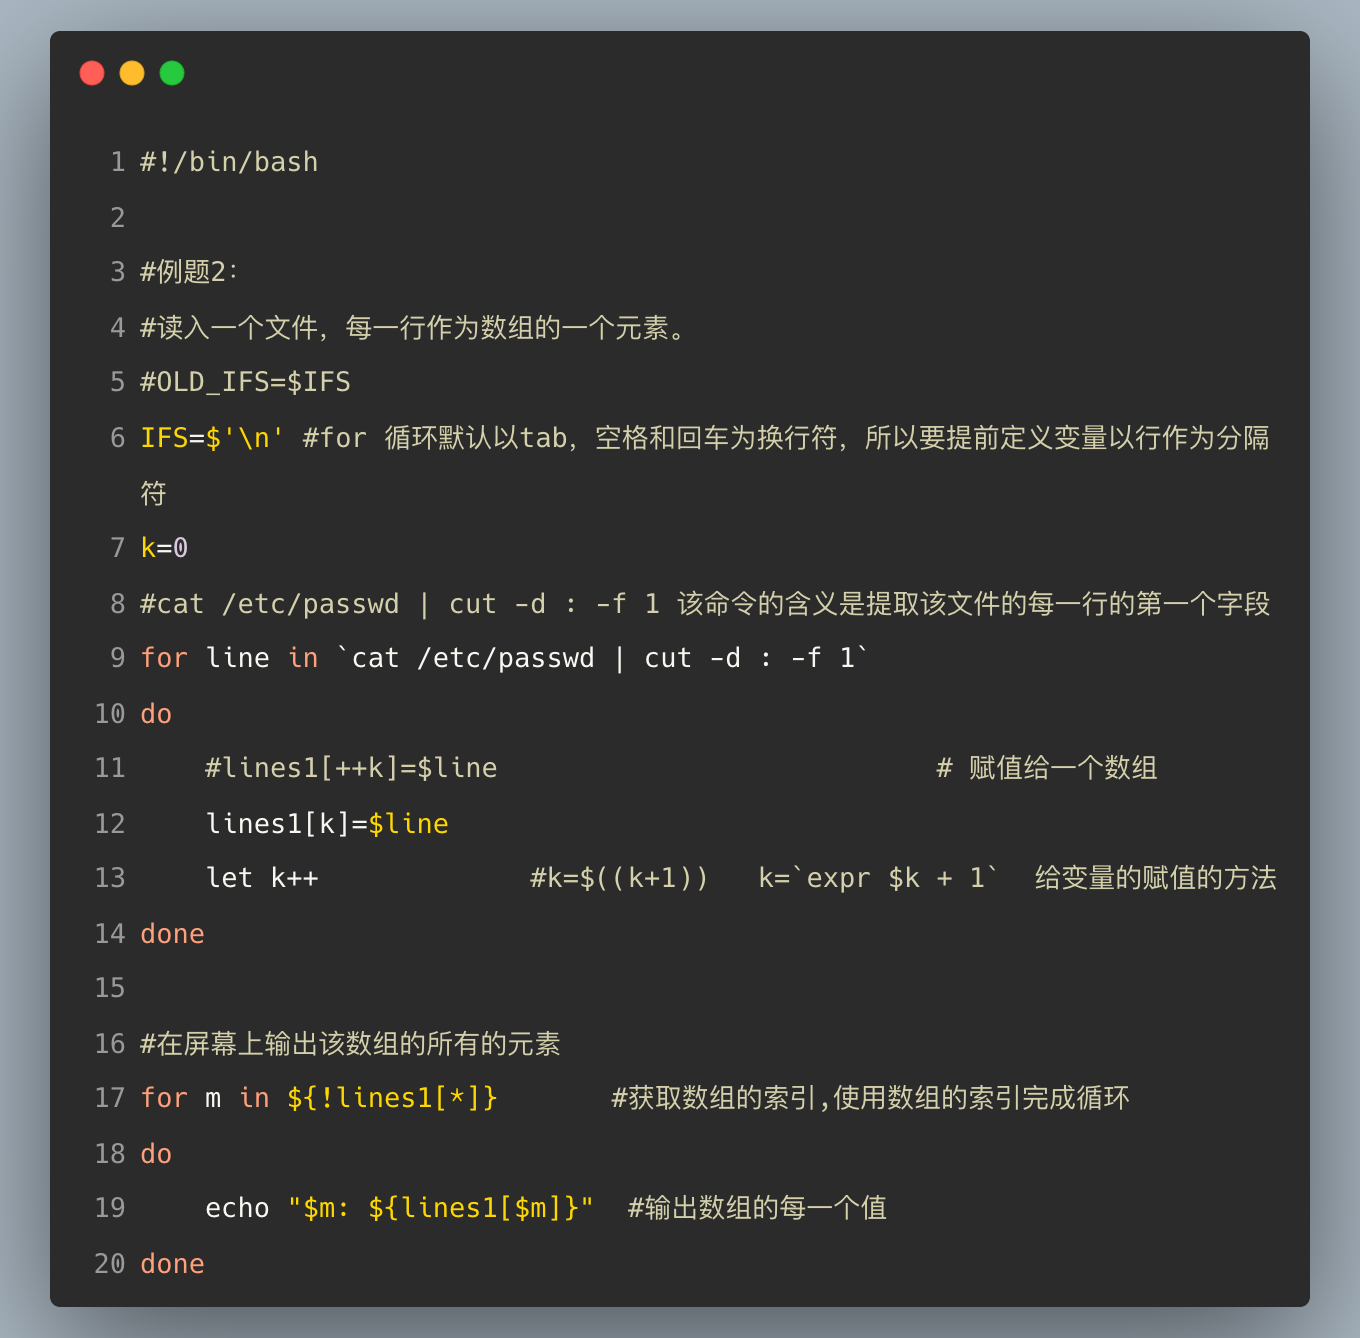 1 #!/bin/bash
2
3 #例题2：
4 #读入一个文件，每一行作为数组的一个元素。
5 #OLD_IFS=$IFS
6 IFS=$'\n' #for 循环默认以tab，空格和回车为换行符，所以要提前定义变量以行作为分隔
符
7 k=0
8 #cat /etc/passwd | cut -d : -f 1 该命令的含义是提取该文件的每一行的第一个字段
9 for line in `cat /etc/passwd | cut -d : -f 1`
10 do
11     #lines1[++k]=$line                           # 赋值给一个数组
12     lines1[k]=$line
13     let k++             #k=$((k+1))   k=`expr $k + 1`  给变量的赋值的方法
14 done
15
16 #在屏幕上输出该数组的所有的元素
17 for m in ${!lines1[*]}       #获取数组的索引,使用数组的索引完成循环
18 do
19     echo "$m: ${lines1[$m]}"  #输出数组的每一个值
20 done